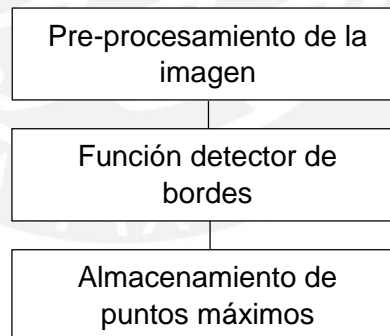 Pre-procesamiento de la
imagen
Función detector de
bordes
Almacenamiento de
puntos máximos